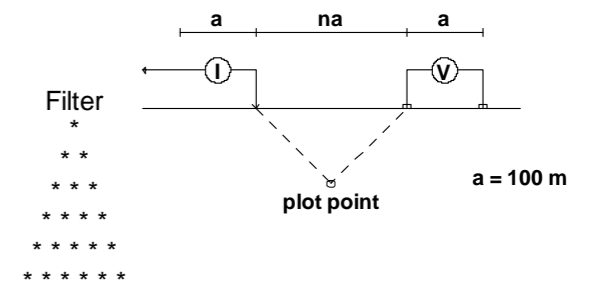 a na a
I V
Filter
*
* *
* * *
* * * *
* * * * *
* * * * * *
plot point
a = 100 m